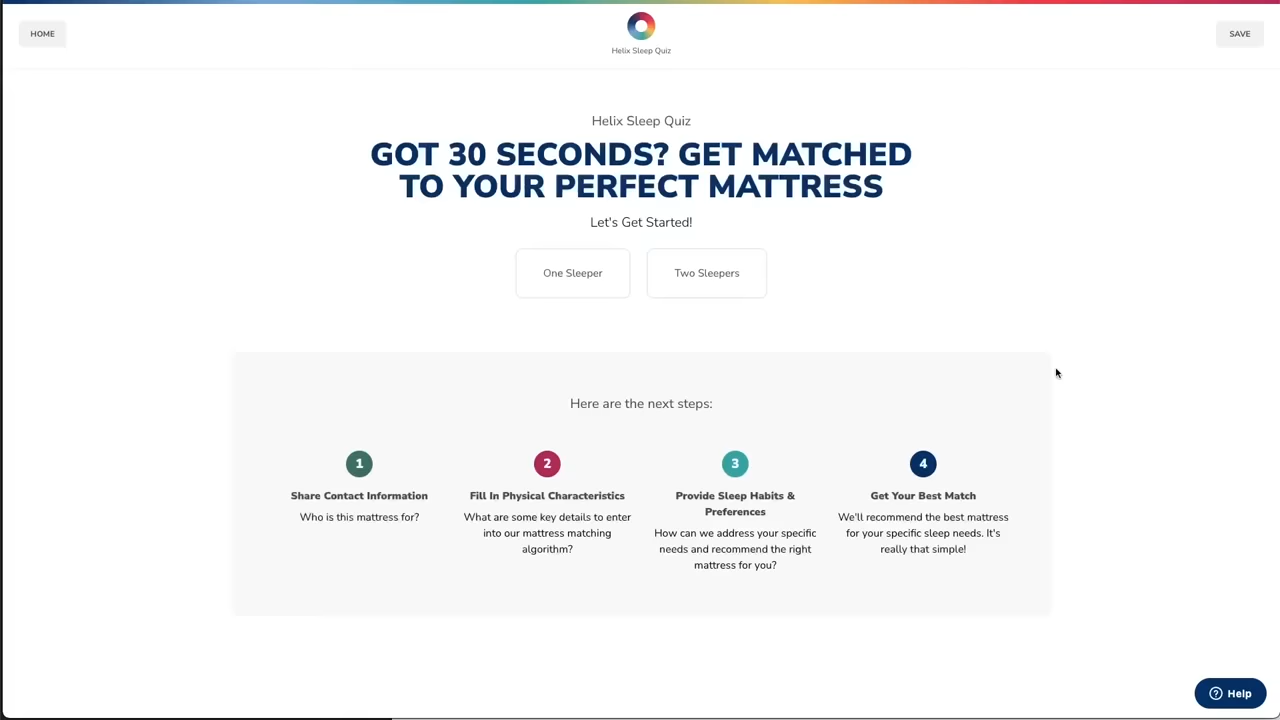 HOME
Helix Sleep Quiz
SAVE
Helix Sleep Quiz
GOT 30 SECONDS? GET MATCHED
TO YOUR PERFECT MATTRESS
Let's Get Started!
One Sleeper
Two Sleepers
Here are the next steps:
1
Share Contact Information
Who is this mattress for?
2
Fill In Physical Characteristics
What are some key details to enter
into our mattress matching
algorithm?
3
Provide Sleep Habits &
Preferences
How can we address your specific
needs and recommend the right
mattress for you?
4
Get Your Best Match
We'll recommend the best mattress
for your specific sleep needs. It's
really that simple!
? Help